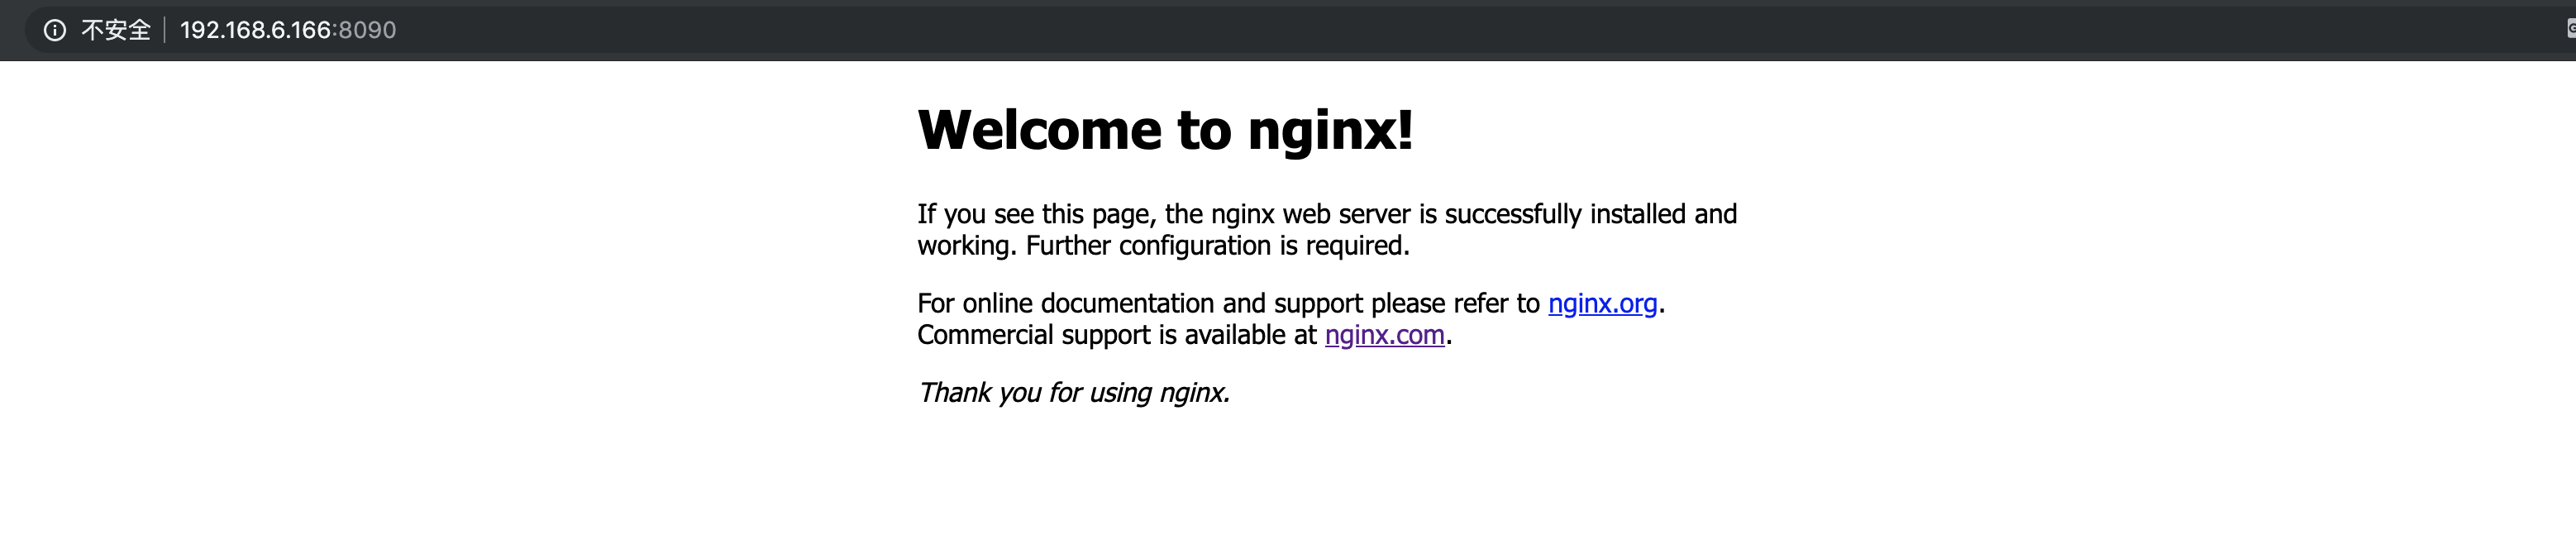 不安全 192.168.6.166:8090
Welcome to nginx!
If you see this page, the nginx web server is successfully installed and
working. Further configuration is required.
For online documentation and support please refer to nginx.org.
Commercial support is available at nginx.com.
Thank you for using nginx.